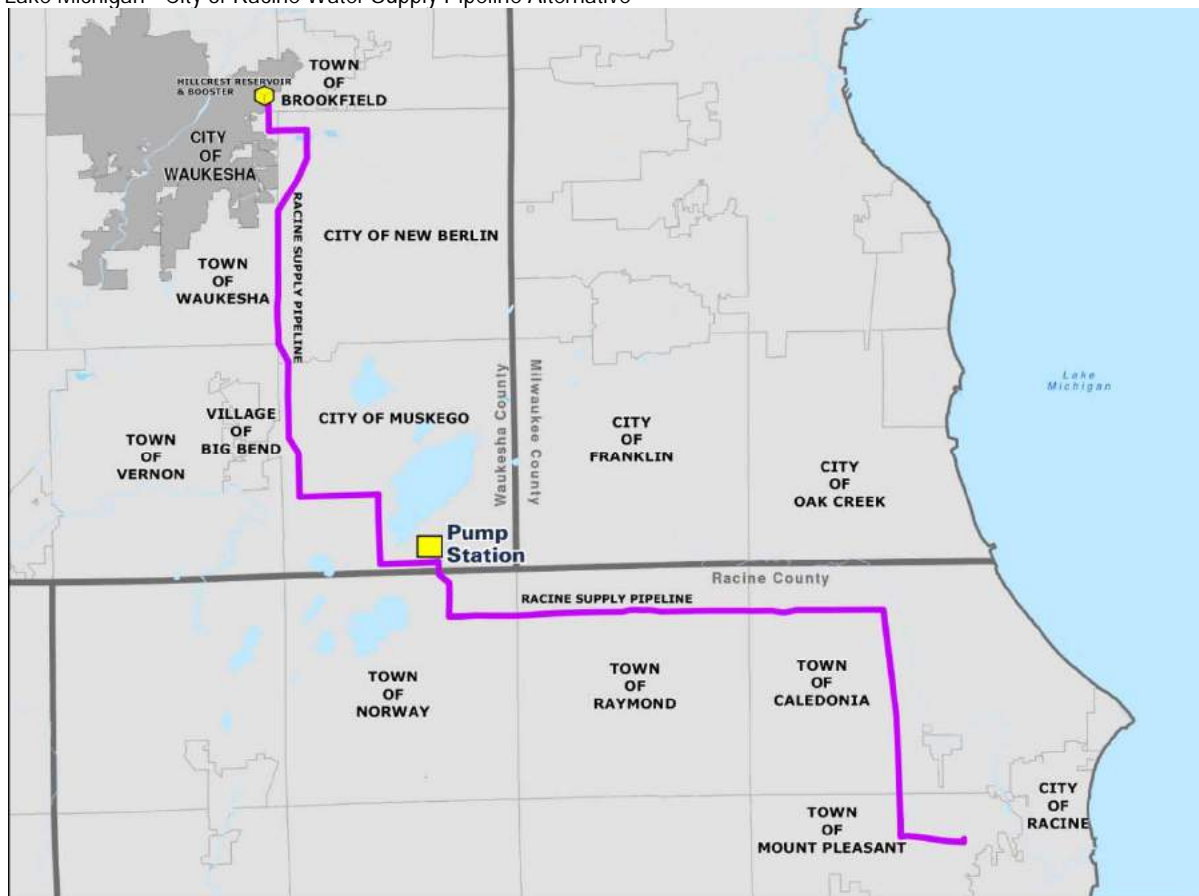 Lake Michigan - City of Racine Water Supply Pipeline Alternative
HILLCREST RESERVOIR
& BOOSTER
TOWN
OF
BROOKFIELD
CITY
OF
WAUKESHA
RACINE SUPPLY PIPELINE
CITY OF NEW BERLIN
TOWN
OF
WAUKESHA
Lake
Michigan
Waukesha County
Milwaukee County
VILLAGE
OF
BIG BEND
CITY OF MUSKEGO
TOWN
OF
VERNON
CITY
OF
FRANKLIN
CITY
OF
OAK CREEK
Pump
Station
Racine County
RACINE SUPPLY PIPELINE
TOWN
OF
NORWAY
TOWN
OF
RAYMOND
TOWN
OF
CALEDONIA
CITY
OF
RACINE
TOWN
OF
MOUNT PLEASANT